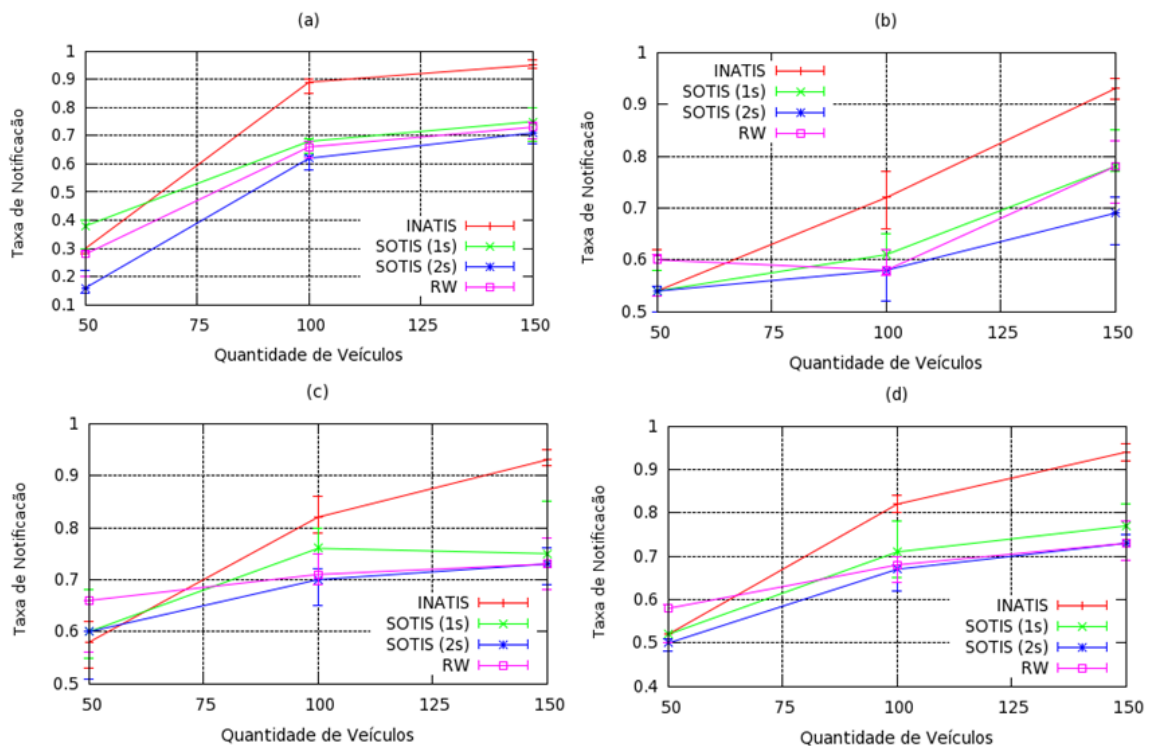 (a)
Taxa de Notificação
1
0.9
0.8
0.7
0.6
0.5
0.4
0.3
0.2
0.1
INATIS
SOTIS (1s)
SOTIS (2s)
RW
50
75
100
125
150
Quantidade de Veículos
(b)
Taxa de Notificação
1
0.9
0.8
0.7
0.6
0.5
INATIS
SOTIS (1s)
SOTIS (2s)
RW
50
75
100
125
150
Quantidade de Veículos
(c)
Taxa de Notificação
1
0.9
0.8
0.7
0.6
0.5
INATIS
SOTIS (1s)
SOTIS (2s)
RW
50
75
100
125
150
Quantidade de Veículos
(d)
Taxa de Notificação
1
0.9
0.8
0.7
0.6
0.5
0.4
INATIS
SOTIS (1s)
SOTIS (2s)
RW
50
75
100
125
150
Quantidade de Veículos